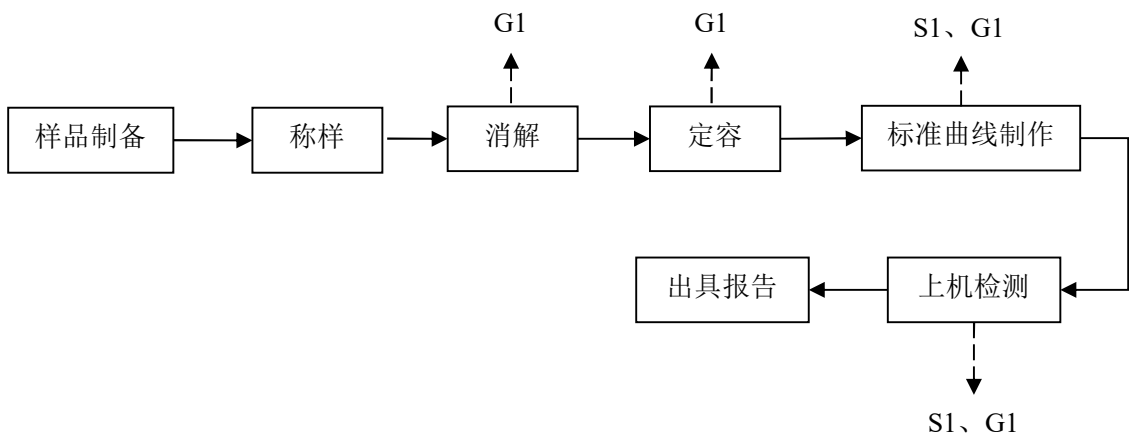 G1
G1
S1、G1
样品制备
称样
消解
定容
标准曲线制作
出具报告
上机检测
S1、G1